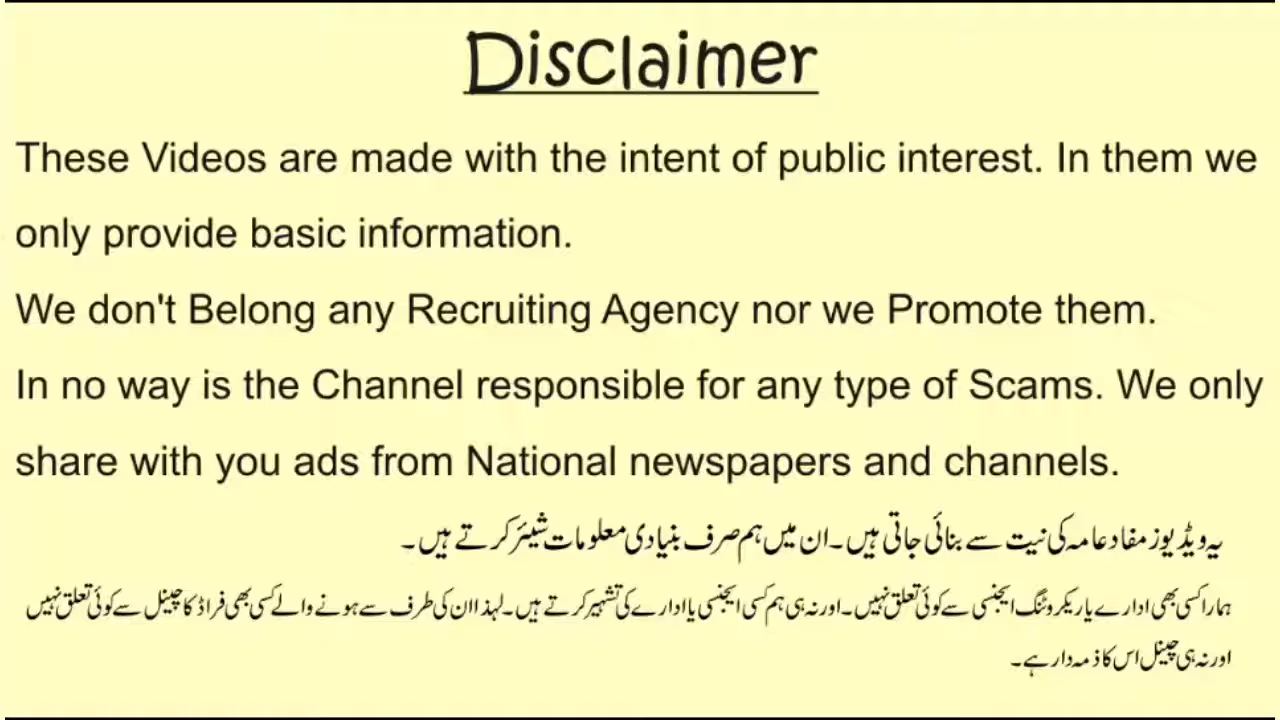 Disclaimer
These Videos are made with the intent of public interest. In them we
only provide basic information.
We don't Belong any Recruiting Agency nor we Promote them.
In no way is the Channel responsible for any type of Scams. We only
share with you ads from National newspapers and channels.
یہ ویڈیوز مفاد عامہ کی نیت سے بنائی جاتی ہیں۔ ان میں ہم صرف بنیادی معلومات شیئر کرتے ہیں۔
ہمارا کسی بھی ادارے یا ریکروٹنگ ایجنسی سے کوئی تعلق نہیں۔ اور نہ ہی ہم کسی ایجنسی یا ادارے کی تشہیر کرتے ہیں۔ لہذا ان کی طرف سے ہونے والے کسی بھی فراڈ کا چینل سے کوئی تعلق نہیں
اور نہ ہی چینل اس کا ذمہ دار ہے۔